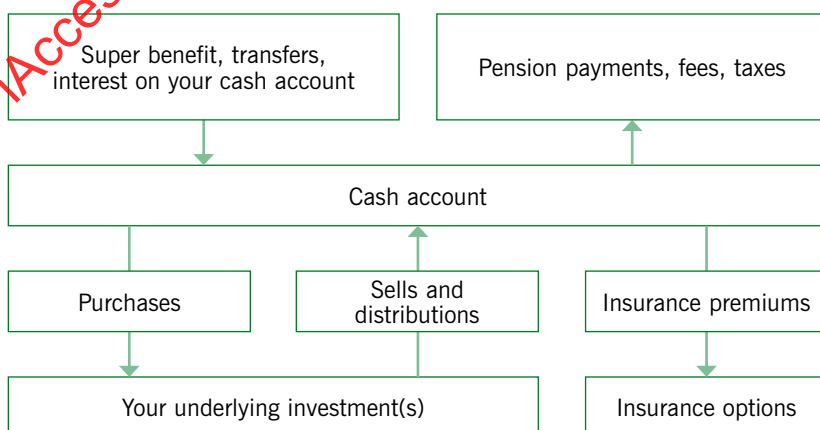 Super benefit, transfers,
interest on your cash account
Pension payments, fees, taxes
Cash account
Purchases
Sells and
distributions
Insurance premiums
Your underlying investment(s)
Insurance options